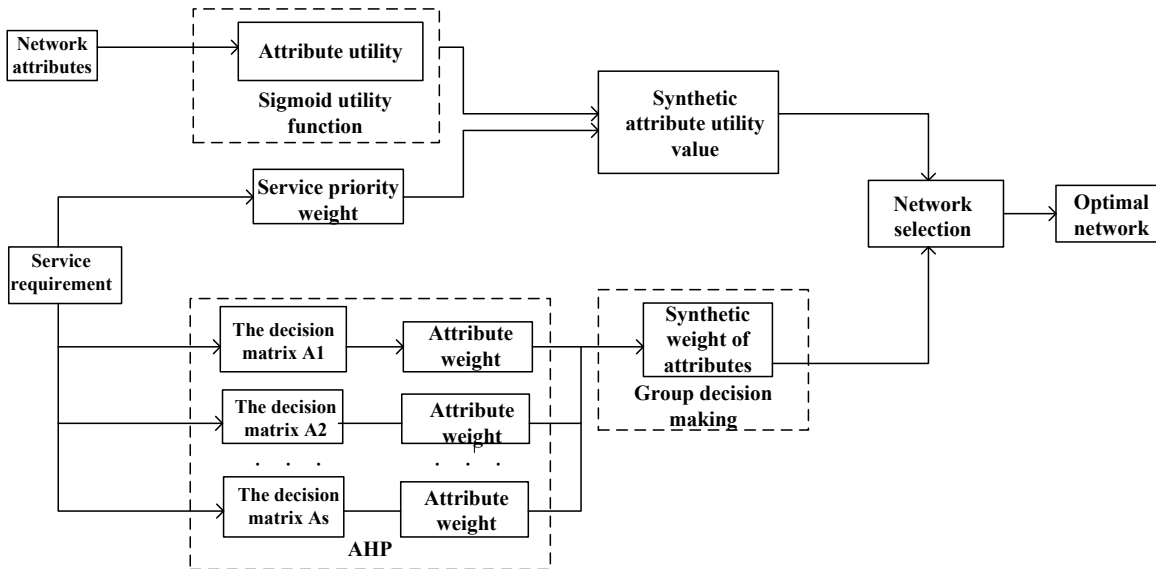 Network
attributes
Attribute utility
Sigmoid utility
function
Synthetic
attribute utility
value
Service priority
weight
Network
selection
Optimal
network
Service
requirement
The decision
matrix A1
Attribute
weight
Synthetic
weight of
attributes
Group decision
making
The decision
matrix A2
Attribute
weight
. . .
. . .
The decision
matrix As
Attribute
weight
AHP